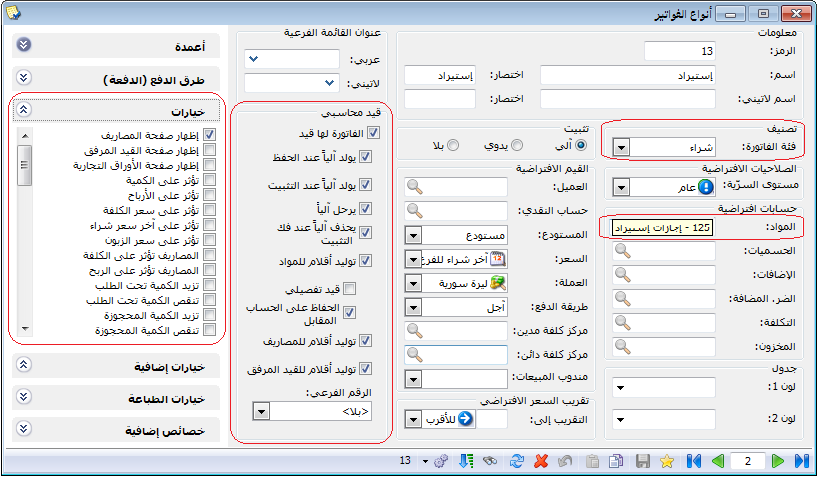 أنواع الفواتير
معلومات
الرمز: 13
اسم: إستيراد اختصار: إستيراد
اسم لاتيني: اختصار:
تصنيف
فئة الفاتورة: شراء
تثبيت
آلي يدوي بلا
الصلاحيات الافتراضية
مستوى السرّية: عام
حسابات افتراضية
المواد: 125 - إجازات إستيراد
الحسميات:
الإضافات:
الضر. المضافة:
التكلفة:
المخزون:
جدول
لون 1:
لون 2:
القيم الافتراضية
العميل:
حساب النقدي:
المستودع: مستودع
السعر: آخر شراء للفرع
العملة: ليرة سورية
طريقة الدفع: آجل
مركز كلفة مدين:
مركز كلفة دائن:
مندوب المبيعات:
تقريب السعر الافتراضي
التقريب إلى: للأقرب
عنوان القائمة الفرعية
عربي:
لاتيني:
قيد محاسبي
الفاتورة لها قيد
يولد آلياً عند الحفظ
يولد آلياً عند التثبيت
يرحل آلياً
يحذف آلياً عند فك
التثبيت
توليد أقلام للمواد
قيد تفصيلي
الحفاظ على الحساب
المقابل
توليد أقلام للمصاريف
توليد أقلام للقيد المرفق
الرقم الفرعي:
<بلا>
أعمدة
طرق الدفع (الدفعة)
خيارات
إظهار صفحة المصاريف
إظهار صفحة القيد المرفق
إظهار صفحة الأوراق التجارية
تؤثر على الكمية
تؤثر على الأرباح
تؤثر على سعر الكلفة
تؤثر على آخر سعر شراء
تؤثر على سعر الزبون
المصاريف تؤثر على الكلفة
المصاريف تؤثر على الربح
تزيد الكمية تحت الطلب
تنقص الكمية تحت الطلب
تزيد الكمية المحجوزة
تنقص الكمية المحجوزة
خيارات إضافية
خيارات الطباعة
خصائص إضافية
2
13